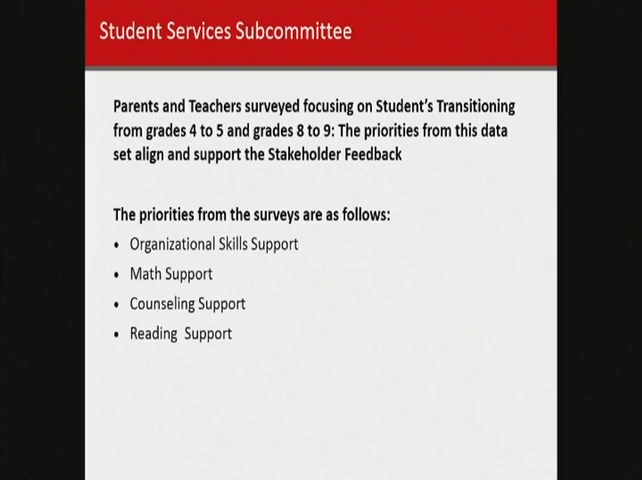 Student Services Subcommittee
Parents and Teachers surveyed focusing on Student's Transitioning
from grades 4 to 5 and grades 8 to 9: The priorities from this data
set align and support the Stakeholder Feedback
The priorities from the surveys are as follows:
• Organizational Skills Support
• Math Support
• Counseling Support
• Reading  Support